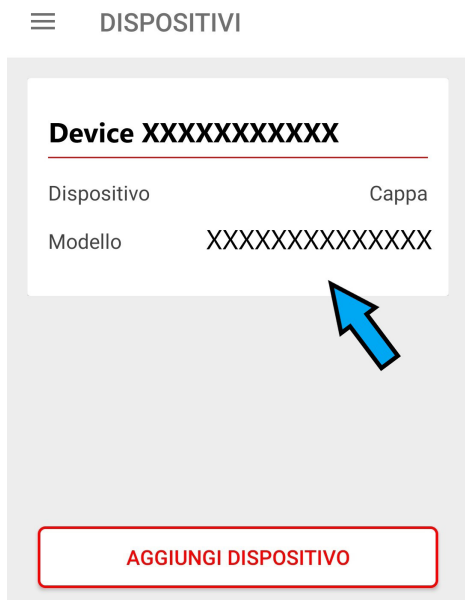 DISPOSITIVI
Device XXXXXXXXXXX
Dispositivo Cappa
Modello XXXXXXXXXXXXXX
AGGIUNGI DISPOSITIVO